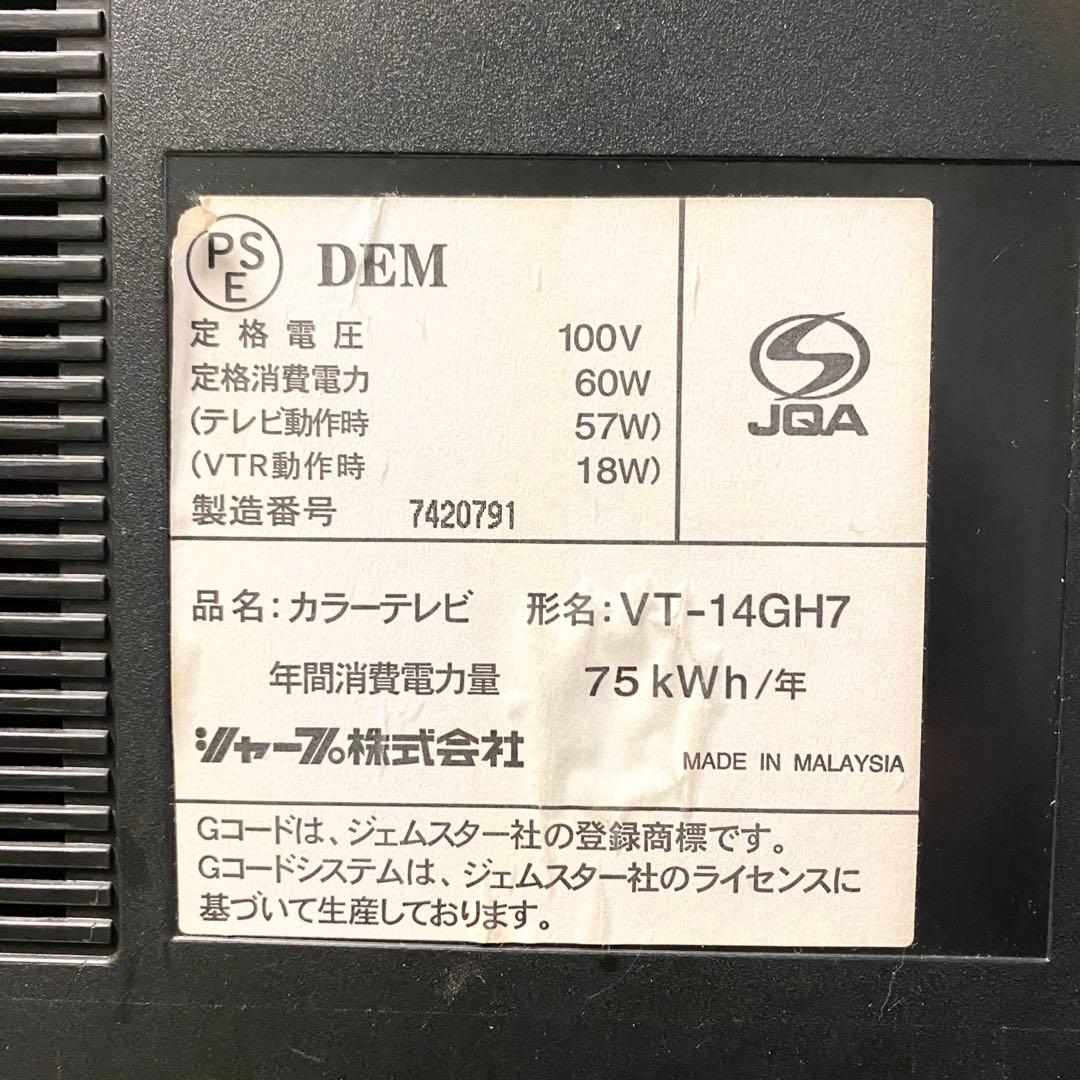 PSE DEM
定格電圧 100V
定格消費電力 60W
(テレビ動作時 57W)
(VTR動作時 18W)
製造番号 7420791
JQA
品名:カラーテレビ 形名:VT-14GH7
年間消費電力量 75kWh/年
シャープ株式会社 MADE IN MALAYSIA
Gコードは、ジェムスター社の登録商標です。
Gコードシステムは、ジェムスター社のライセンスに
基づいて生産しております。